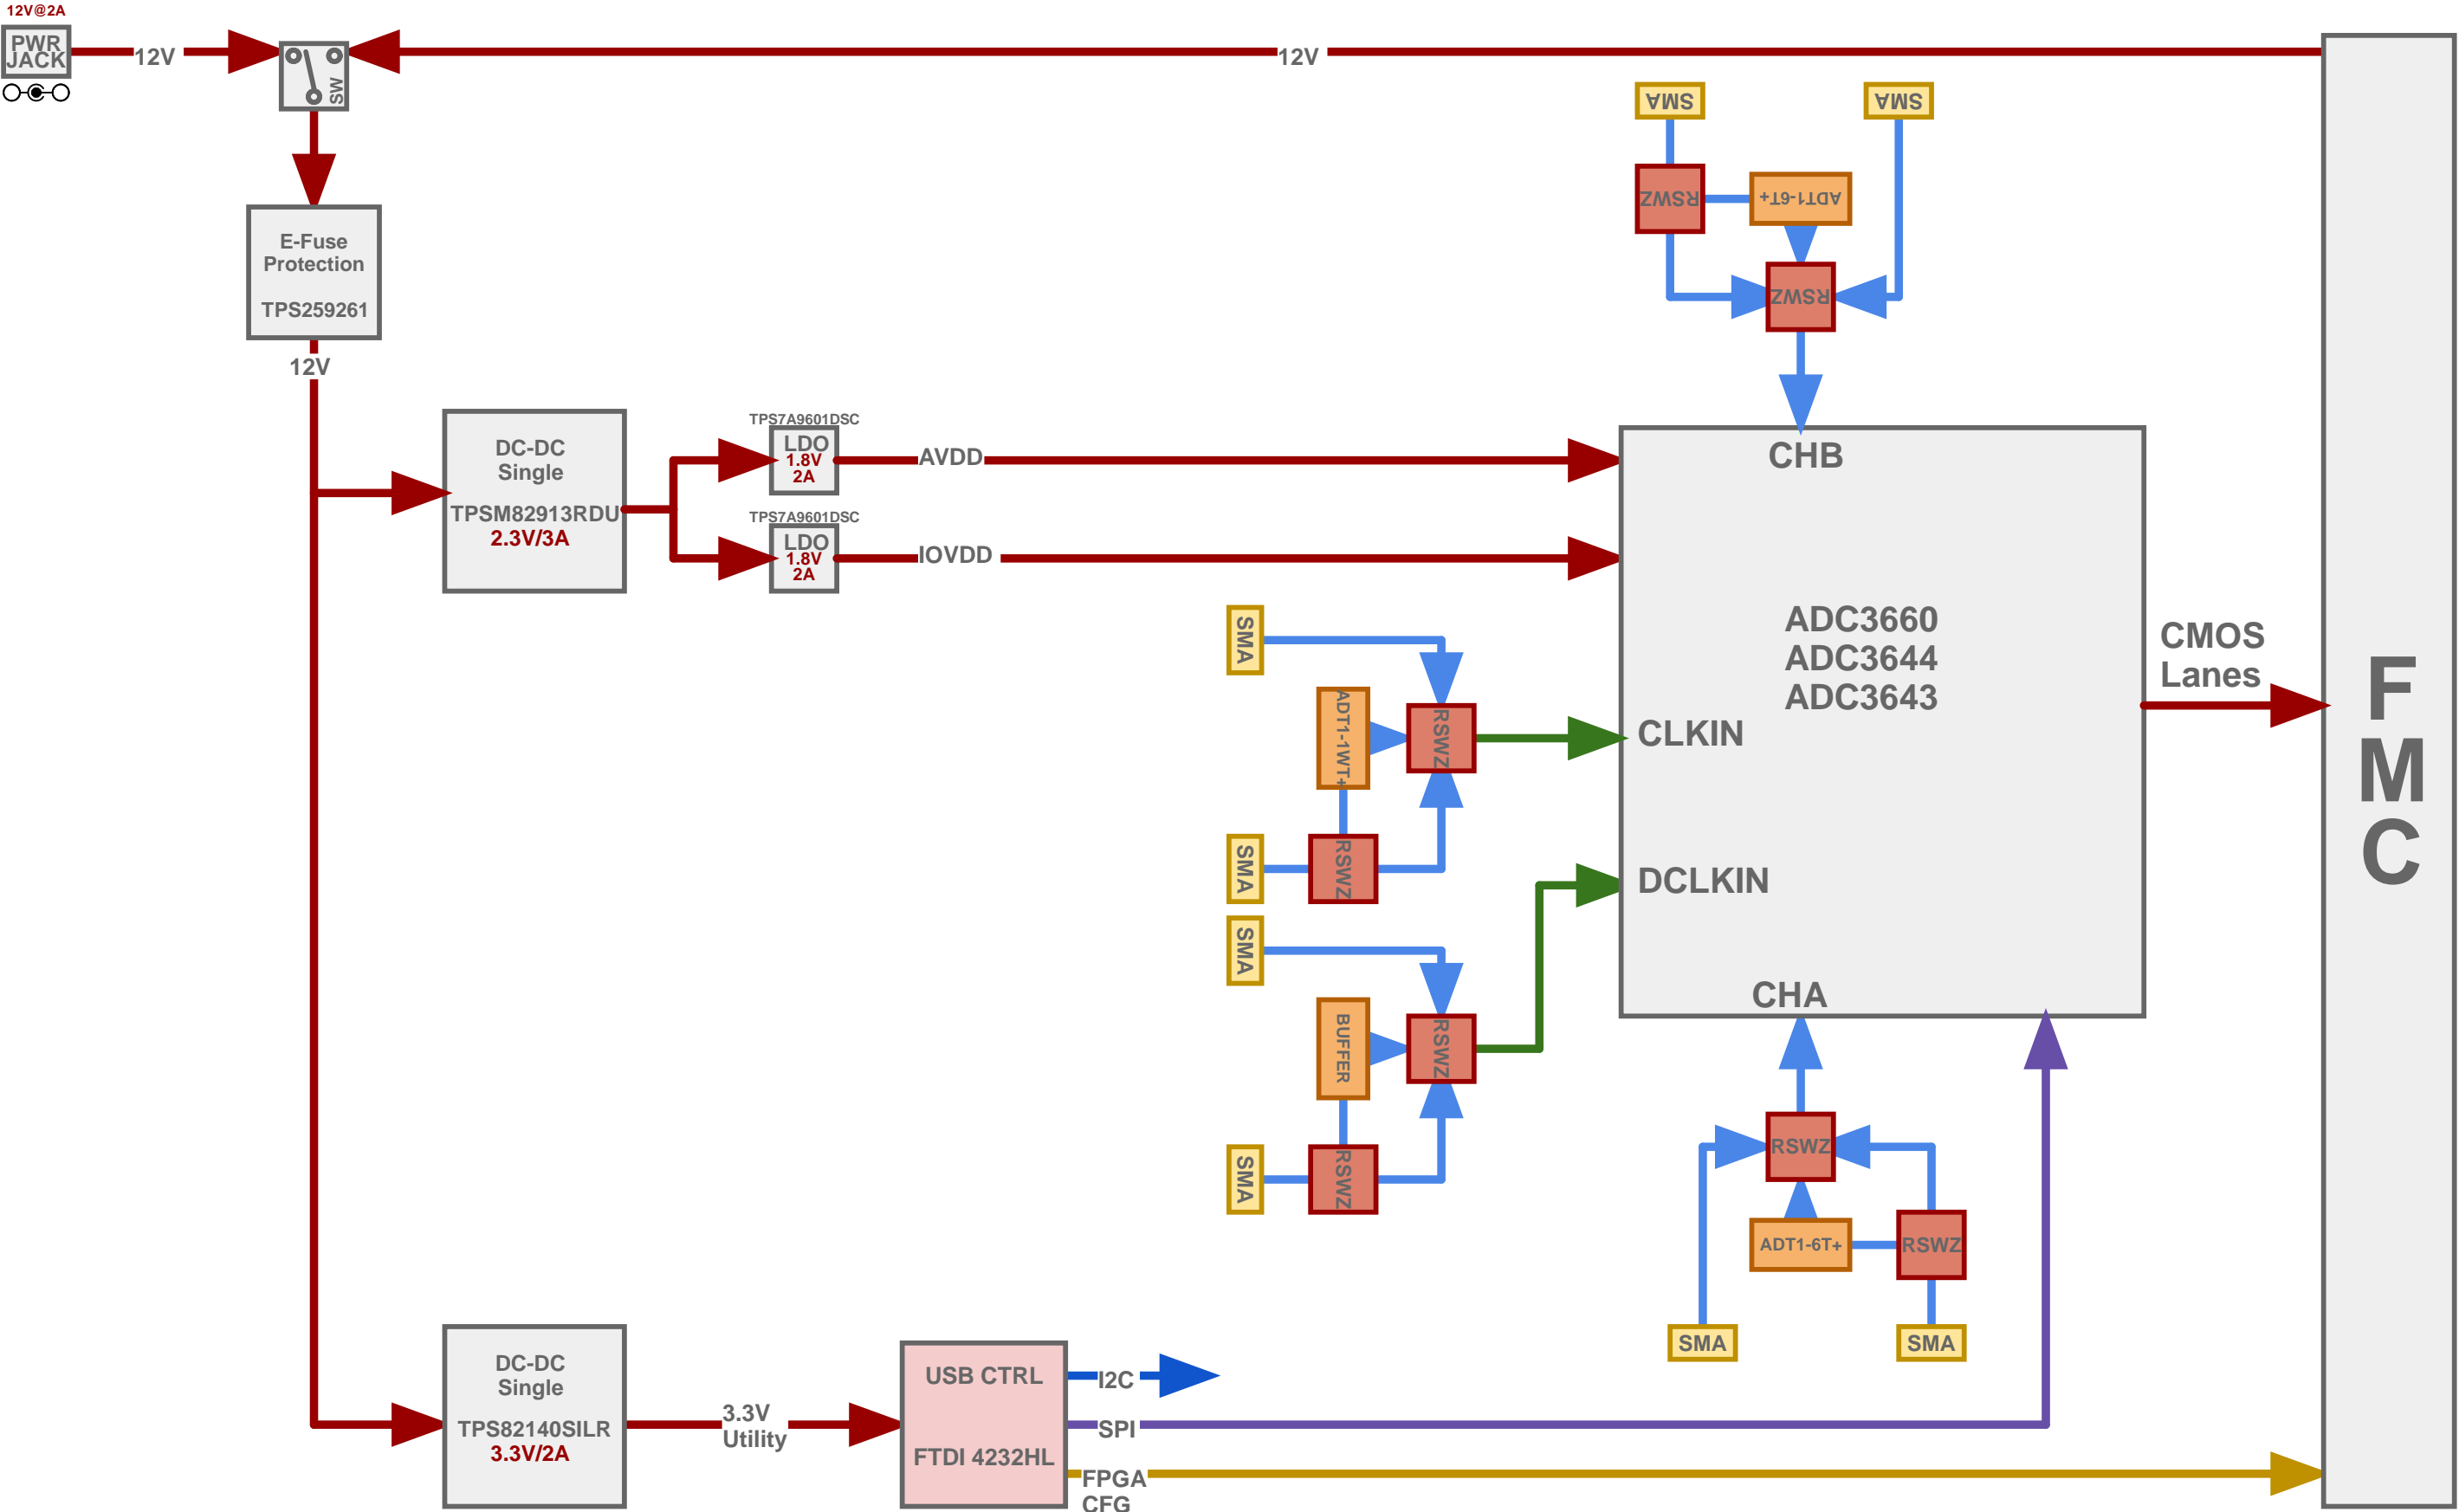 12V@2A
PWR
JACK
12V
SW
12V
SMA
SMA
RSWZ
ADT1-6T+
RSWZ
E-Fuse
Protection
TPS259261
12V
DC-DC
Single
TPSM82913RDU
2.3V/3A
TPS7A9601DSC
LDO
1.8V
2A
AVDD
TPS7A9601DSC
LDO
1.8V
2A
IOVDD
CHB
ADC3660
ADC3644
ADC3643
CLKIN
DCLKIN
CHA
CMOS
Lanes
F
M
C
SMA
ADT1-1WT+
RSWZ
SMA
RSWZ
SMA
BUFFER
RSWZ
SMA
RSWZ
RSWZ
ADT1-6T+
RSWZ
SMA
SMA
DC-DC
Single
TPS82140SILR
3.3V/2A
3.3V
Utility
USB CTRL
FTDI 4232HL
I2C
SPI
FPGA
CFG